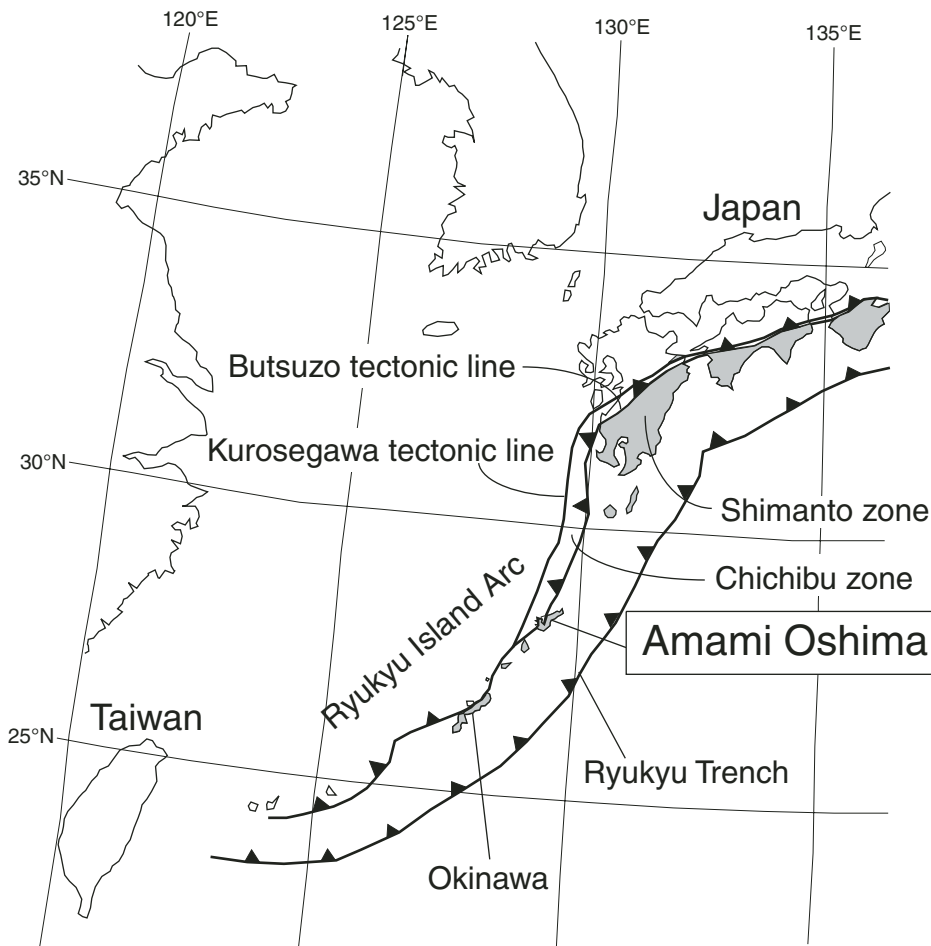 120°E
125°E
130°E
135°E
35°N
Japan
Butsuzo tectonic line
Kurosegawa tectonic line
30°N
Shimanto zone
Chichibu zone
Ryukyu Island Arc
Amami Oshima
Taiwan
25°N
Ryukyu Trench
Okinawa